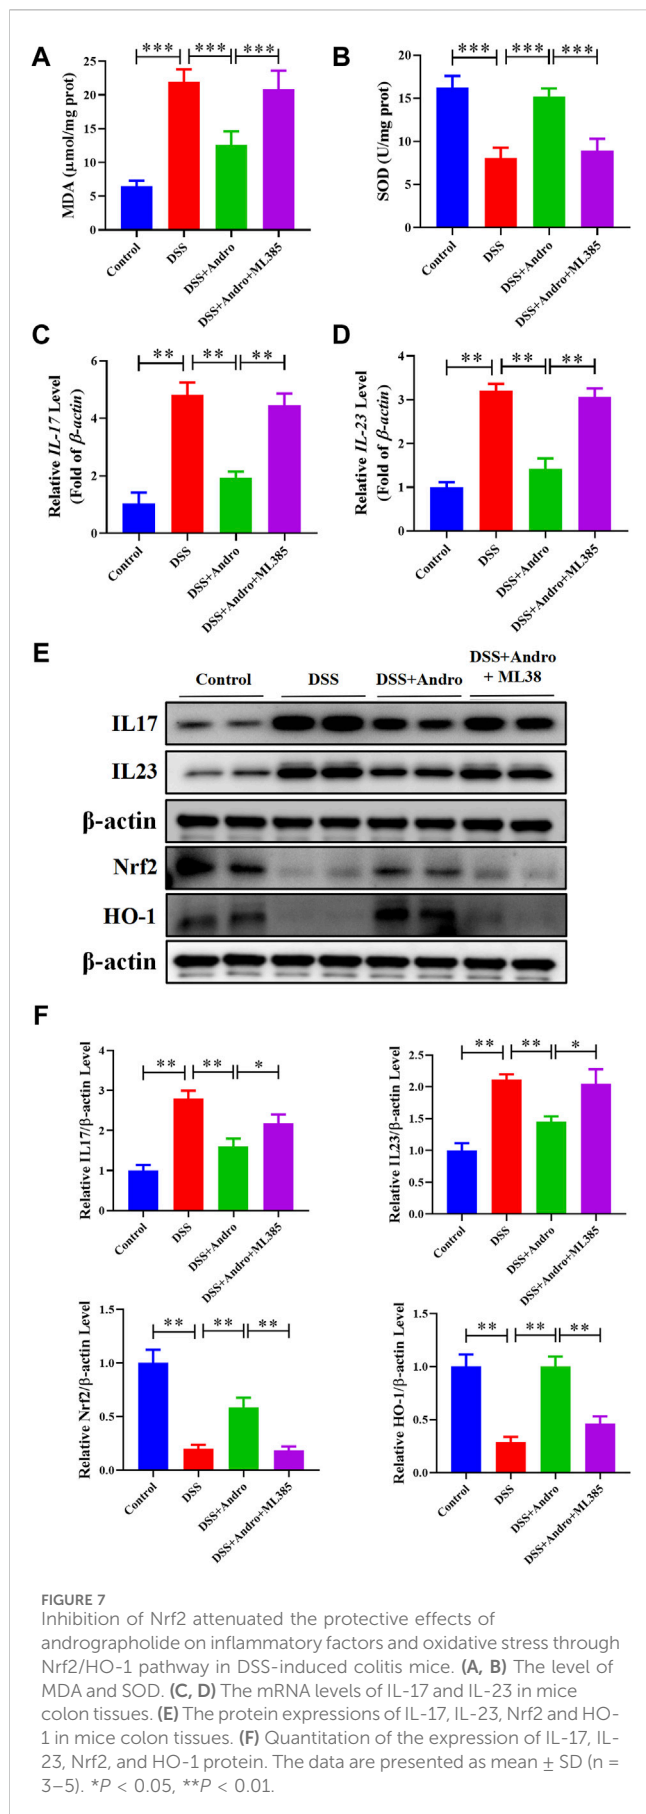 A
*** *** ***
MDA (μmol/mg prot)
25
20
15
10
5
0
Control
DSS
DSS+Andro
DSS+Andro+ML385
B
*** *** ***
SOD (U/mg prot)
20
15
10
5
0
Control
DSS
DSS+Andro
DSS+Andro+ML385
C
** ** **
Relative IL-17 Level
(Fold of β-actin)
6
4
2
0
Control
DSS
DSS+Andro
DSS+Andro+ML385
D
** ** **
Relative IL-23 Level
(Fold of β-actin)
4
3
2
1
0
Control
DSS
DSS+Andro
DSS+Andro+ML385
E
Control
DSS
DSS+Andro
DSS+Andro
+ ML38
IL17
IL23
β-actin
Nrf2
HO-1
β-actin
F
** ** *
Relative IL17/β-actin Level
4
3
2
1
0
Control
DSS
DSS+Andro
DSS+Andro+ML385
** ** *
Relative IL23/β-actin Level
2.5
2.0
1.5
1.0
0.5
0.0
Control
DSS
DSS+Andro
DSS+Andro+ML385
** ** **
Relative Nrf2/β-actin Level
1.5
1.0
0.5
0.0
Control
DSS
DSS+Andro
DSS+Andro+ML385
** ** **
Relative HO-1/β-actin Level
1.5
1.0
0.5
0.0
Control
DSS
DSS+Andro
DSS+Andro+ML385
FIGURE 7
Inhibition of Nrf2 attenuated the protective effects of
andrographolide on inflammatory factors and oxidative stress through
Nrf2/HO-1 pathway in DSS-induced colitis mice. (A, B) The level of
MDA and SOD. (C, D) The mRNA levels of IL-17 and IL-23 in mice
colon tissues. (E) The protein expressions of IL-17, IL-23, Nrf2 and HO-
1 in mice colon tissues. (F) Quantitation of the expression of IL-17, IL-
23, Nrf2, and HO-1 protein. The data are presented as mean ± SD (n =
3–5). *P < 0.05, **P < 0.01.